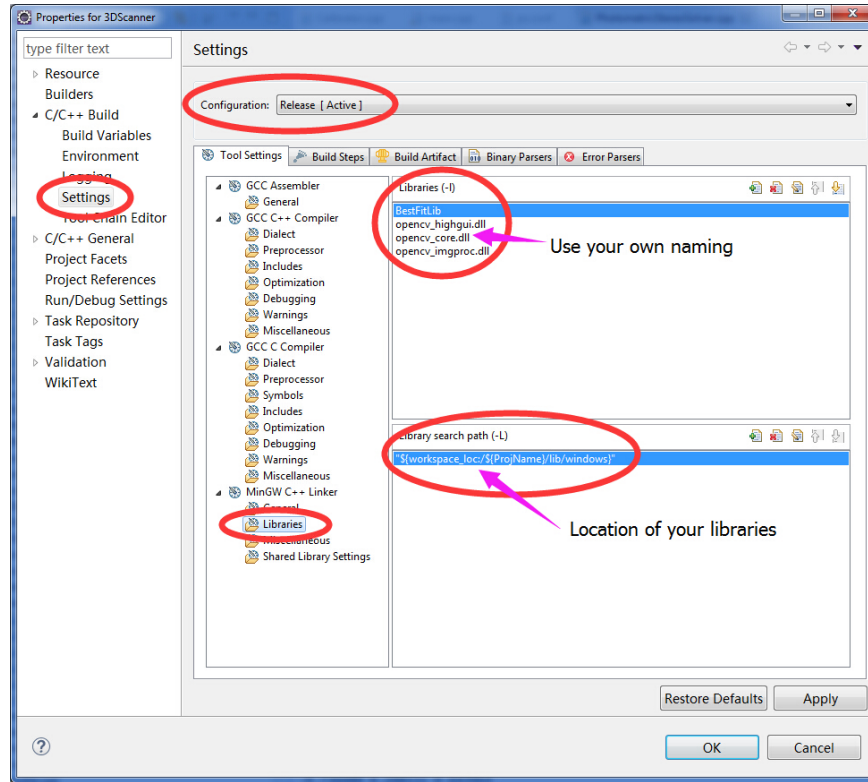 Properties for 3DScanner
type filter text
Resource
Builders
C/C++ Build
Build Variables
Environment
Logging
Settings
Tool Chain Editor
C/C++ General
Project Facets
Project References
Run/Debug Settings
Task Repository
Task Tags
Validation
WikiText
Settings
Configuration: Release [ Active ]
Tool Settings Build Steps Build Artifact Binary Parsers Error Parsers
GCC Assembler
General
GCC C++ Compiler
Dialect
Preprocessor
Includes
Optimization
Debugging
Warnings
Miscellaneous
GCC C Compiler
Dialect
Preprocessor
Symbols
Includes
Optimization
Debugging
Warnings
Miscellaneous
MinGW C++ Linker
General
Libraries
Miscellaneous
Shared Library Settings
Libraries (-l)
BestFitLib
opencv_highgui.dll
opencv_core.dll
opencv_imgproc.dll
Use your own naming
Library search path (-L)
"${workspace_loc:/${ProjName}/lib/windows}"
Location of your libraries
Restore Defaults Apply
OK Cancel